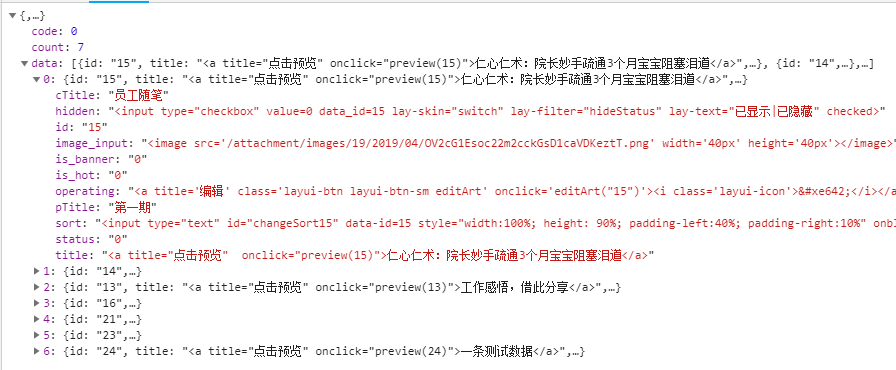 {,…}
code: 0
count: 7
data: [{id: "15", title: "<a title="点击预览" onclick="preview(15)">仁心仁术: 院长妙手疏通3个月宝宝阻塞泪道</a>",…}, {id: "14",…},…]
0: {id: "15", title: "<a title="点击预览" onclick="preview(15)">仁心仁术: 院长妙手疏通3个月宝宝阻塞泪道</a>",…}
cTitle: "员工随笔"
hidden: "<input type="checkbox" value=0 data_id=15 lay-skin="switch" lay-filter="hideStatus" lay-text="已显示|已隐藏" checked>"
id: "15"
image_input: "<image src='/attachment/images/19/2019/04/OV2cG1Esoc22m2cckGsD1caVDKeztT.png' width='40px' height='40px'></image>"
is_banner: "0"
is_hot: "0"
operating: "<a title='编辑' class='layui-btn layui-btn-sm editArt' onclick='editArt("15")'><i class='layui-icon'>&#xe642;</i></a
pTitle: "第一期"
sort: "<input type="text" id="changeSort15" data-id=15 style="width:100%; height: 90%; padding-left:40%; padding-right:10%" onbl
status: "0"
title: "<a title="点击预览"  onclick="preview(15)">仁心仁术: 院长妙手疏通3个月宝宝阻塞泪道</a>"
1: {id: "14",…}
2: {id: "13", title: "<a title="点击预览" onclick="preview(13)">工作感悟，借此分享</a>",…}
3: {id: "16",…}
4: {id: "21",…}
5: {id: "23",…}
6: {id: "24", title: "<a title="点击预览" onclick="preview(24)">一条测试数据</a>",…}